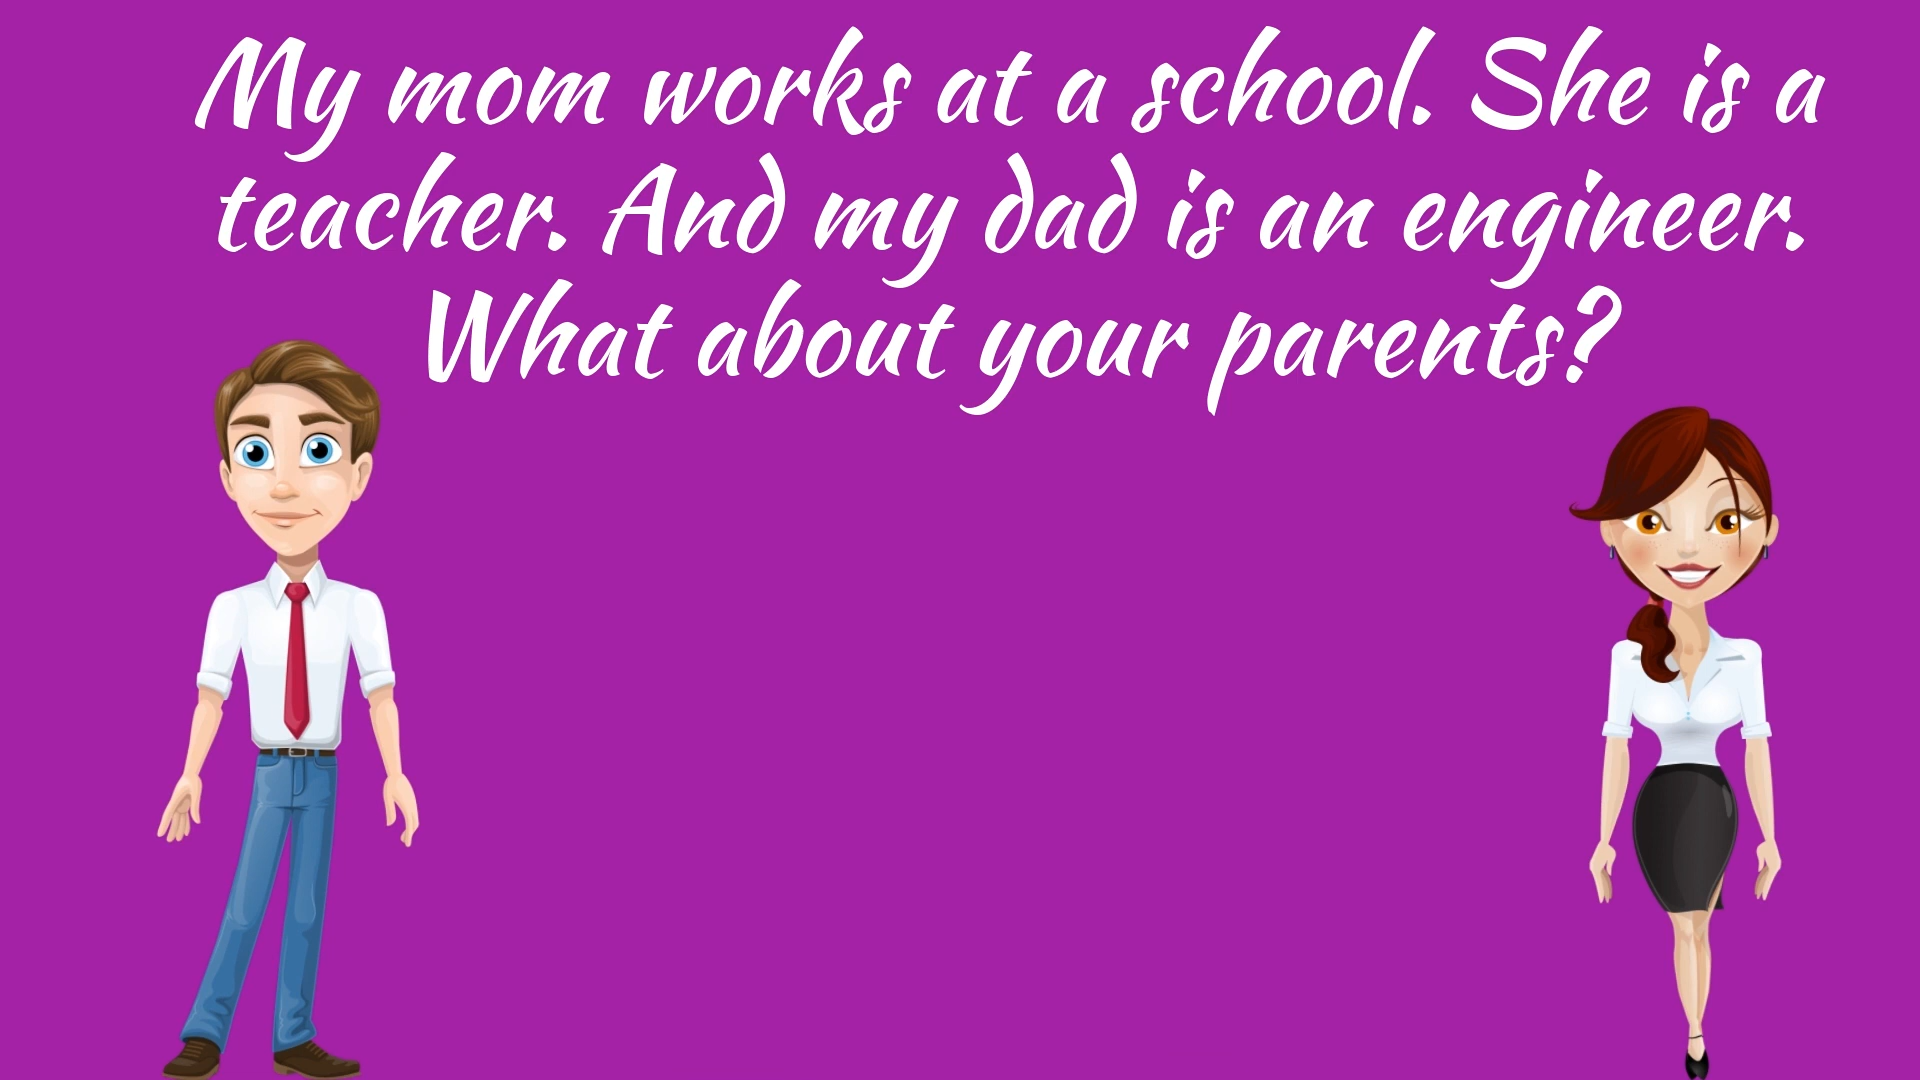 My mom works at a school. She is a
teacher. And my dad is an engineer.
What about your parents?